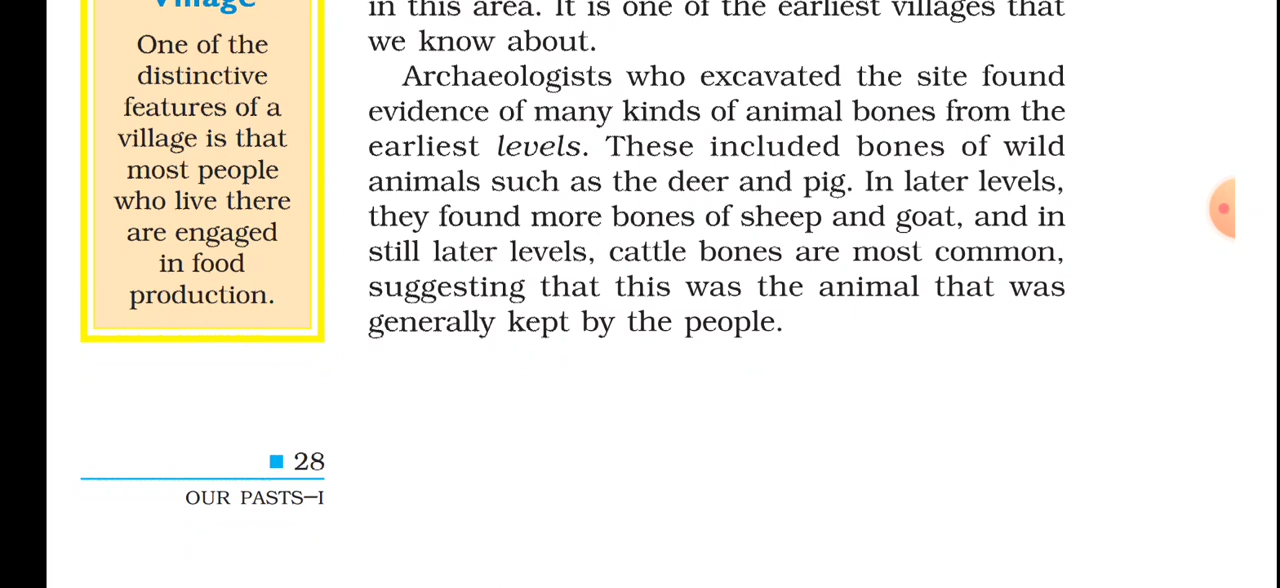 Village
One of the
distinctive
features of a
village is that
most people
who live there
are engaged
in food
production.
in this area. It is one of the earliest villages that
we know about.
Archaeologists who excavated the site found
evidence of many kinds of animal bones from the
earliest levels. These included bones of wild
animals such as the deer and pig. In later levels,
they found more bones of sheep and goat, and in
still later levels, cattle bones are most common,
suggesting that this was the animal that was
generally kept by the people.
■ 28
OUR PASTS–I